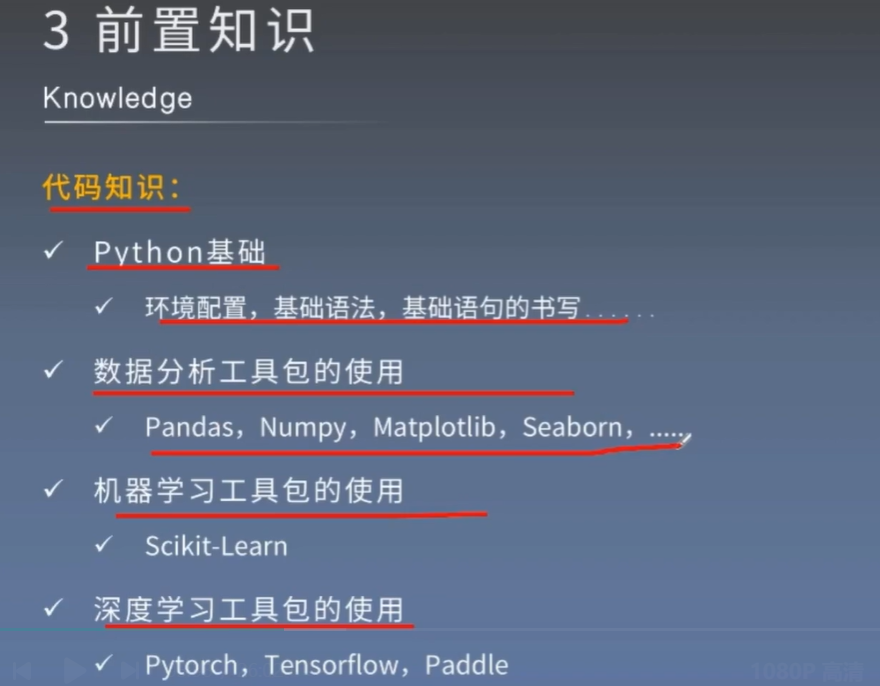 3 前置知识
Knowledge
代码知识：
✓ Python基础
✓ 环境配置，基础语法，基础语句的书写......
✓ 数据分析工具包的使用
✓ Pandas，Numpy，Matplotlib，Seaborn，......
✓ 机器学习工具包的使用
✓ Scikit-Learn
✓ 深度学习工具包的使用
✓ Pytorch，Tensorflow，Paddle
1080P 高清